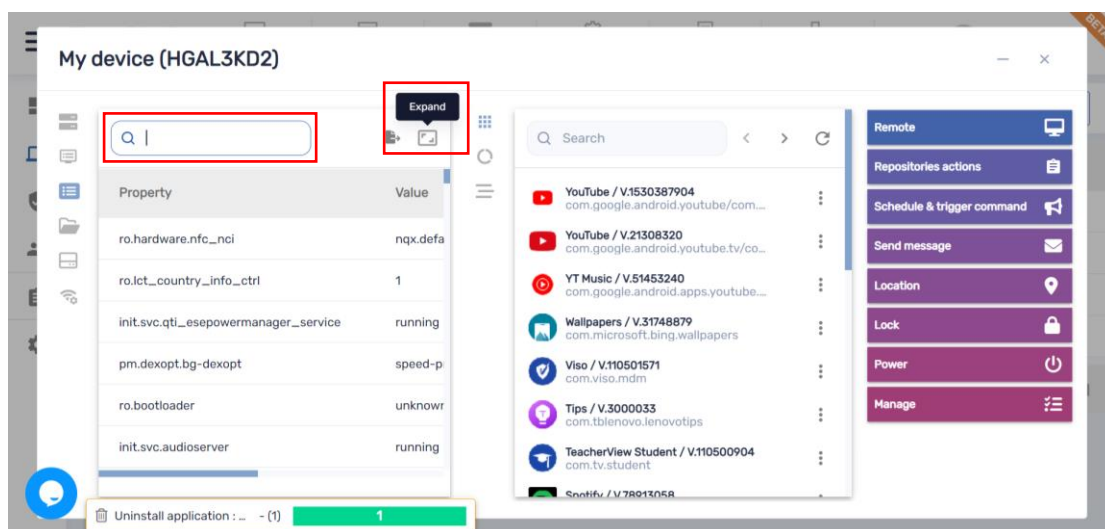 BETA
My device (HGAL3KD2)
Expand
Search
Property
Value
ro.hardware.nfc_nci
nqx.defa
ro.lct_country_info_ctrl
1
init.svc.qti_esepowermanager_service
running
pm.dexopt.bg-dexopt
speed-p
ro.bootloader
unknowr
init.svc.audioserver
running
YouTube / V.1530387904
com.google.android.youtube/com...
YouTube / V.21308320
com.google.android.youtube.tv/co...
YT Music / V.51453240
com.google.android.apps.youtube...
Wallpapers / V.31748879
com.microsoft.bing.wallpapers
Viso / V.110501571
com.viso.mdm
Tips / V.3000033
com.tblenovo.lenovotips
TeacherView Student / V.110500904
com.tv.student
Spotify / V.78913058
Remote
Repositories actions
Schedule & trigger command
Send message
Location
Lock
Power
Manage
Uninstall application : ... - (1)
1